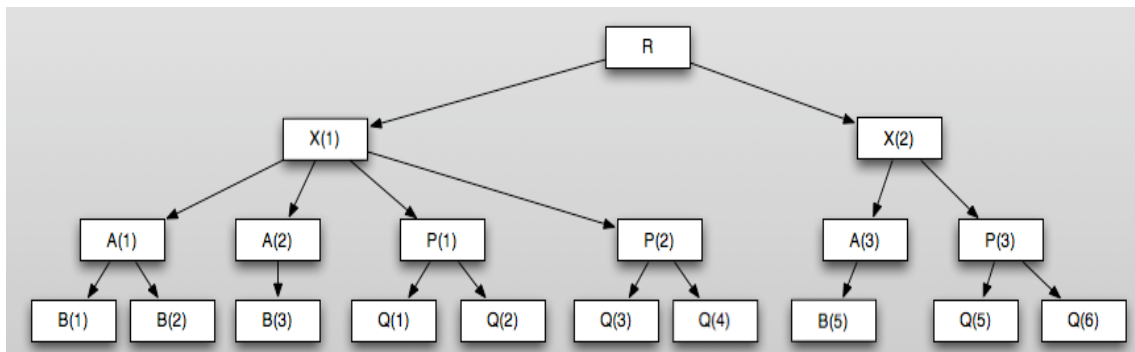 R
X(1)
X(2)
A(1)
A(2)
P(1)
P(2)
A(3)
P(3)
B(1)
B(2)
B(3)
Q(1)
Q(2)
Q(3)
Q(4)
B(5)
Q(5)
Q(6)